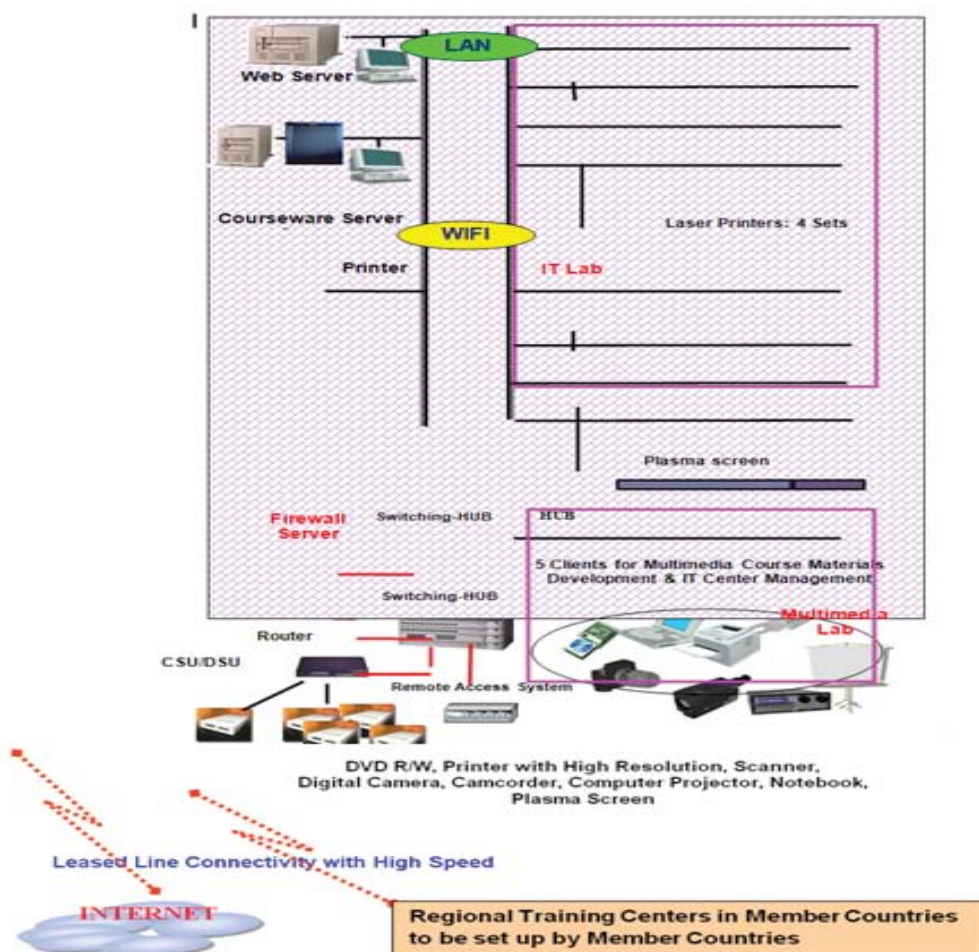 LAN
Web Server
Courseware Server
WIFI
Laser Printers: 4 Sets
Printer
IT Lab
Plasma screen
Firewall
Server
Switching-HUB
HUB
5 Clients for Multimedia Course Materials
Development & IT Center Management
Switching-HUB
Multimedia
Lab
Router
CSU/DSU
Remote Access System
DVD R/W, Printer with High Resolution, Scanner,
Digital Camera, Camcorder, Computer Projector, Notebook,
Plasma Screen
Leased Line Connectivity with High Speed
INTERNET
Regional Training Centers in Member Countries
to be set up by Member Countries